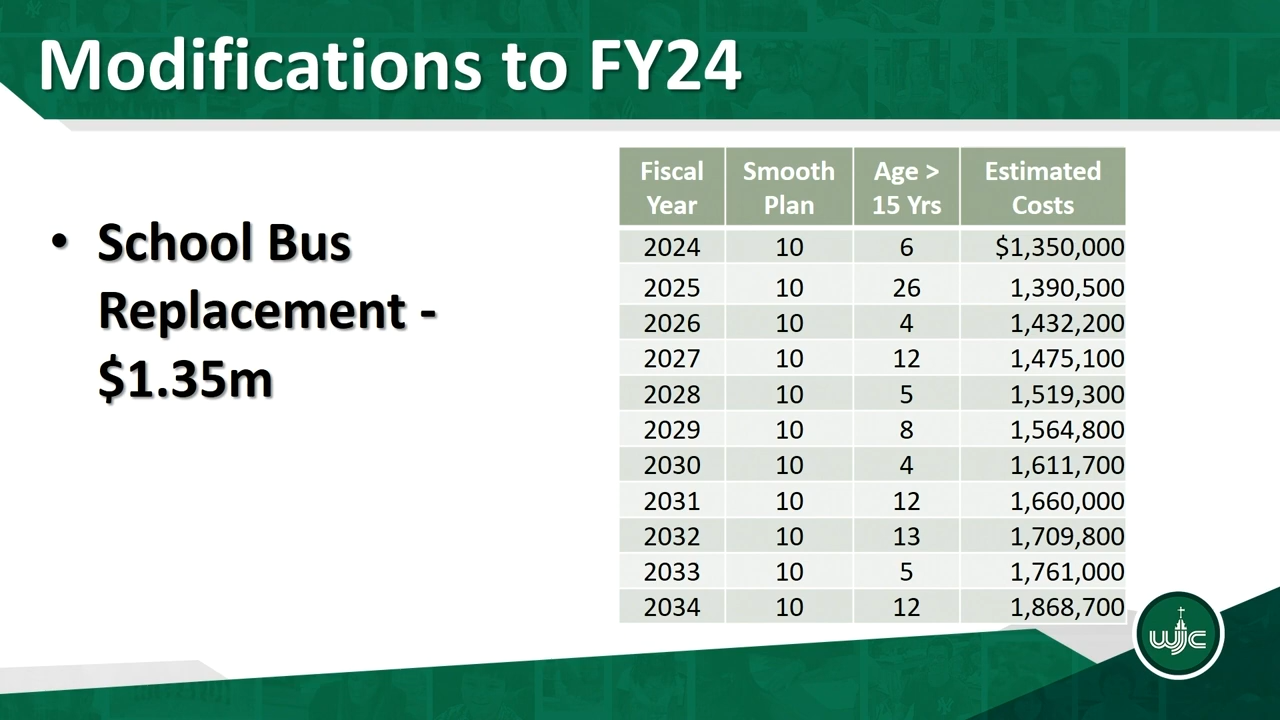 Modifications to FY24
• School Bus
Replacement -
$1.35m
Fiscal Year Smooth Plan Age > 15 Yrs Estimated Costs
2024 10 6 $1,350,000
2025 10 26 1,390,500
2026 10 4 1,432,200
2027 10 12 1,475,100
2028 10 5 1,519,300
2029 10 8 1,564,800
2030 10 4 1,611,700
2031 10 12 1,660,000
2032 10 13 1,709,800
2033 10 5 1,761,000
2034 10 12 1,868,700
wjc